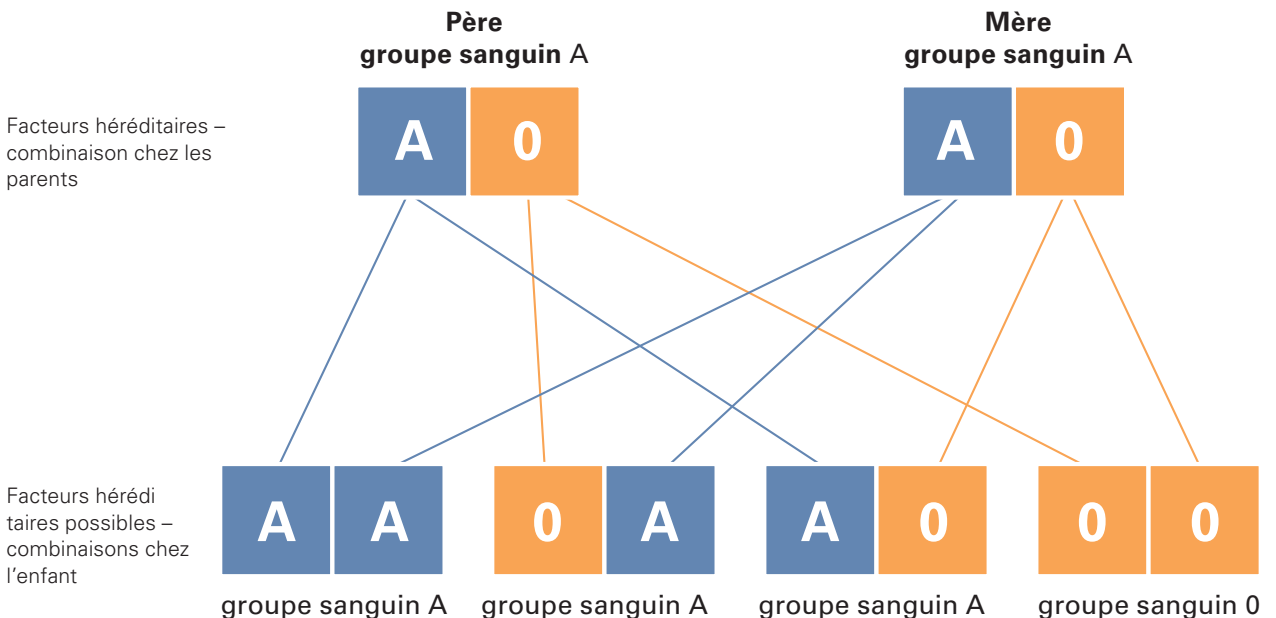 Père
groupe sanguin A
Mère
groupe sanguin A
Facteurs héréditaires –
combinaison chez les
parents
A 0
A 0
Facteurs hérédi
taires possibles –
combinaisons chez
l'enfant
A A
0 A
A 0
0 0
groupe sanguin A
groupe sanguin A
groupe sanguin A
groupe sanguin 0